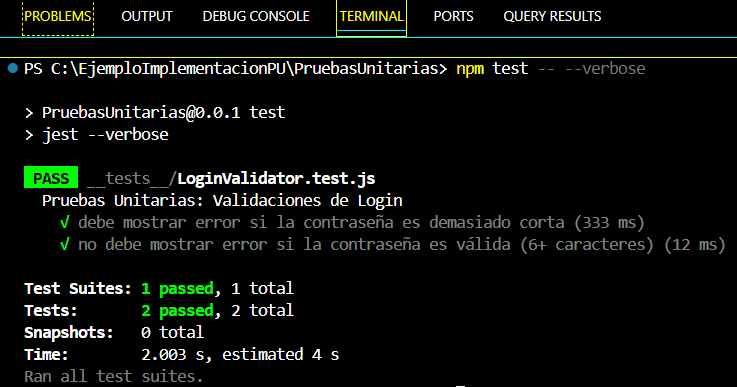 PROBLEMS OUTPUT DEBUG CONSOLE TERMINAL PORTS QUERY RESULTS
PS C:\EjemploImplementacionPU\PruebasUnitarias> npm test -- --verbose
> PruebasUnitarias@0.0.1 test
> jest --verbose
PASS __tests__/LoginValidator.test.js
Pruebas Unitarias: Validaciones de Login
√ debe mostrar error si la contraseña es demasiado corta (333 ms)
√ no debe mostrar error si la contraseña es válida (6+ caracteres) (12 ms)
Test Suites: 1 passed, 1 total
Tests: 2 passed, 2 total
Snapshots: 0 total
Time: 2.003 s, estimated 4 s
Ran all test suites.